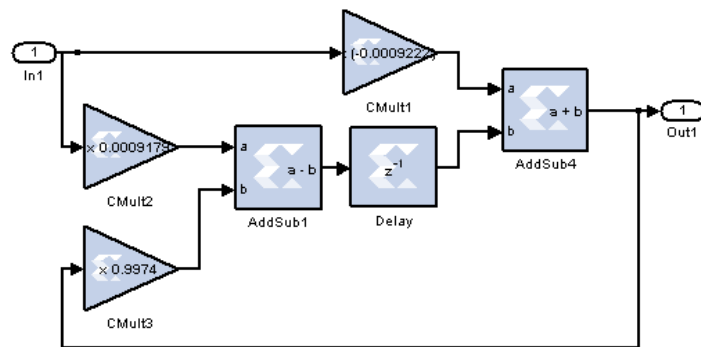 1
In1
x (-0.0009222)
CMult1
a
b
a + b
AddSub4
1
Out1
x 0.0009179
CMult2
a
b
a - b
AddSub1
z⁻¹
Delay
x 0.9974
CMult3